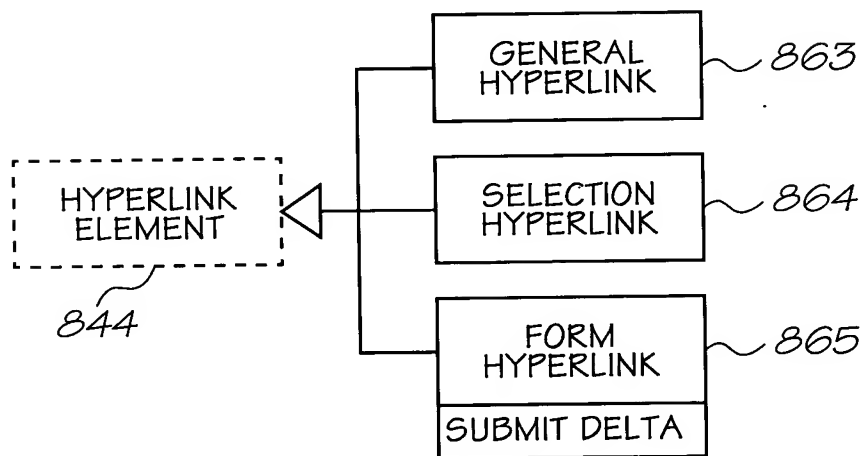 GENERAL
HYPERLINK
863
HYPERLINK
ELEMENT
844
SELECTION
HYPERLINK
864
FORM
HYPERLINK
865
SUBMIT DELTA